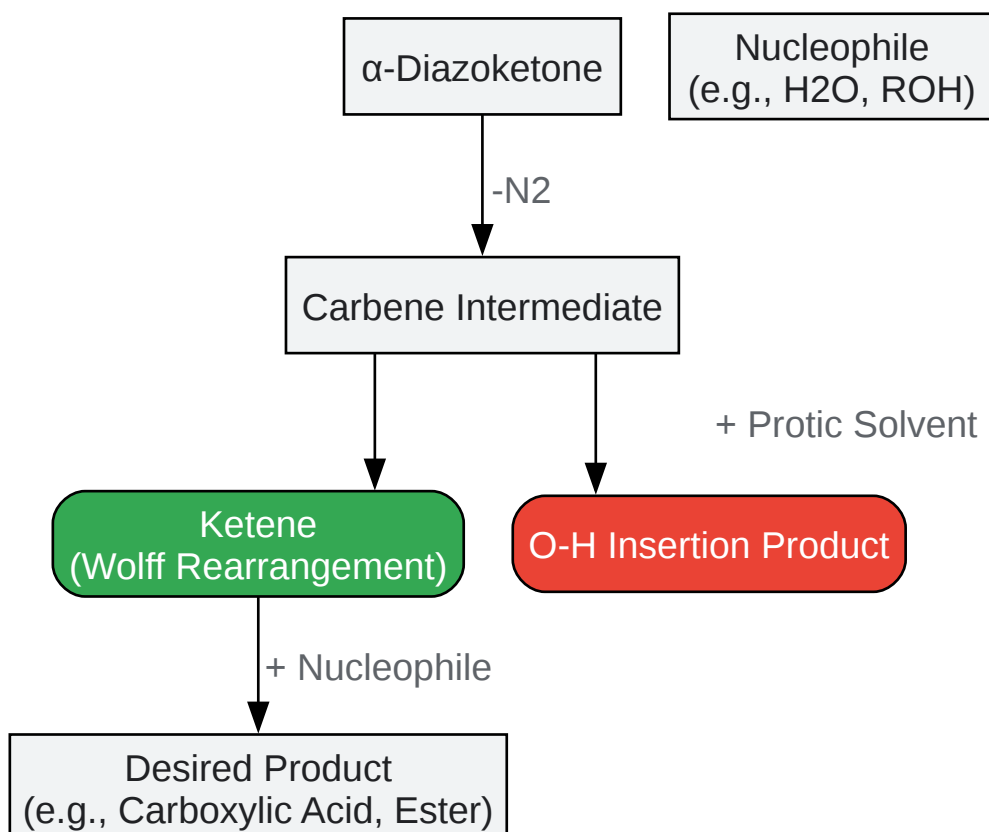 α-Diazoketone
Nucleophile
(e.g., H2O, ROH)
-N2
Carbene Intermediate
+ Protic Solvent
Ketene
(Wolff Rearrangement)
O-H Insertion Product
+ Nucleophile
Desired Product
(e.g., Carboxylic Acid, Ester)